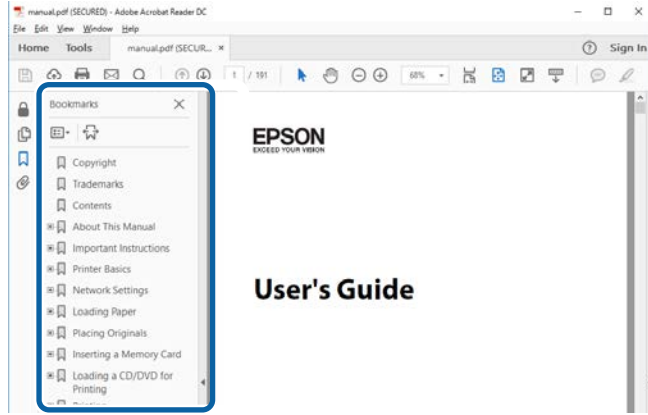 manual.pdf (SECURED) - Adobe Acrobat Reader DC
File Edit View Window Help
Home Tools manual.pdf (SECUR... × ? Sign In
1 / 191 68%
Bookmarks
Copyright
Trademarks
Contents
About This Manual
Important Instructions
Printer Basics
Network Settings
Loading Paper
Placing Originals
Inserting a Memory Card
Loading a CD/DVD for
Printing
EPSON
EXCEED YOUR VISION
User's Guide